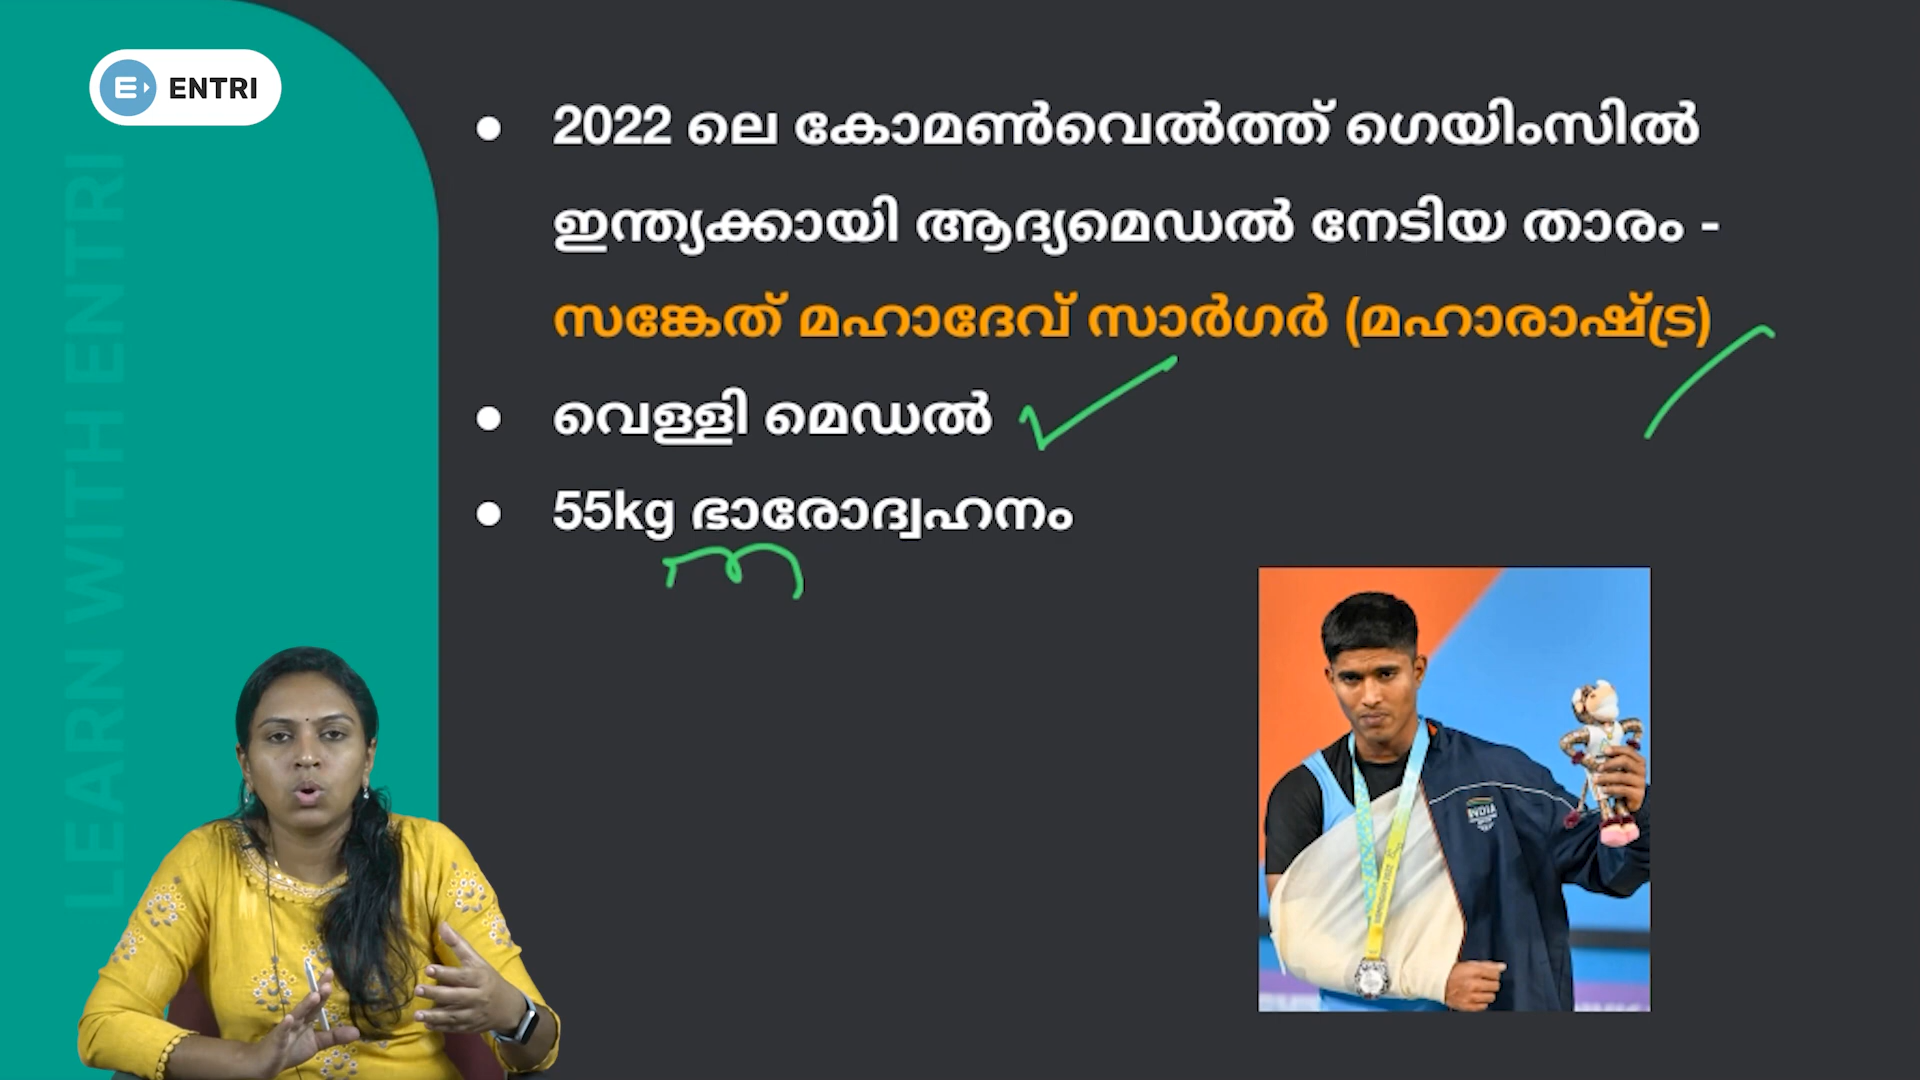 ENTRI
LEARN WITH ENTRI
• 2022 ലെ കോമൺവെൽത്ത് ഗെയിംസിൽ
ഇന്ത്യക്കായി ആദ്യമെഡൽ നേടിയ താരം -
സങ്കേത് മഹാദേവ് സാർഗർ (മഹാരാഷ്ട്ര)
• വെള്ളി മെഡൽ
• 55kg ഭാരോദ്വഹനം
INDIA